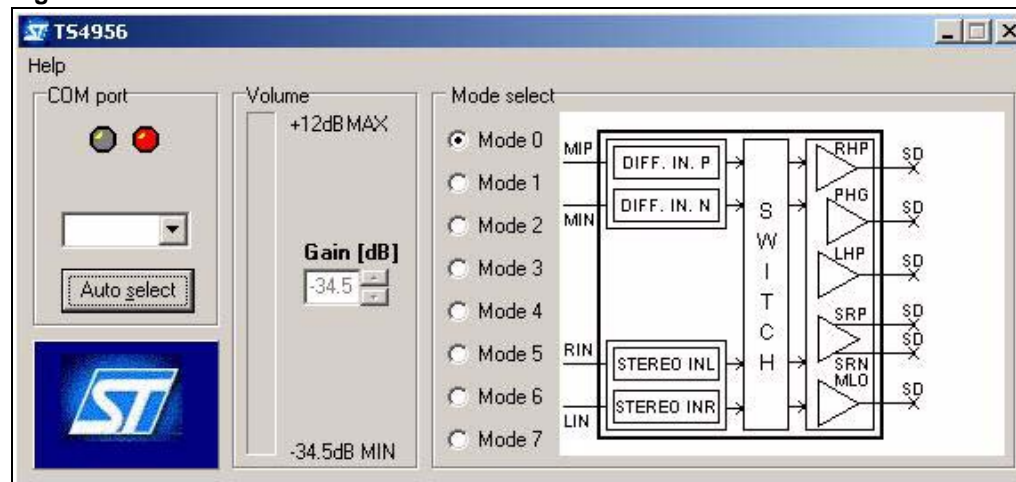 TS4956
Help
COM port
Auto select
Volume
+12dB MAX
Gain [dB]
-34.5
-34.5dB MIN
Mode select
Mode 0
Mode 1
Mode 2
Mode 3
Mode 4
Mode 5
Mode 6
Mode 7
MIP
MIN
RIN
LIN
DIFF. IN. P
DIFF. IN. N
STEREO INL
STEREO INR
SWITCH
RHP
PHG
LHP
SRP
SRN
MLO
SD
SD
SD
SD
SD
SD
ST